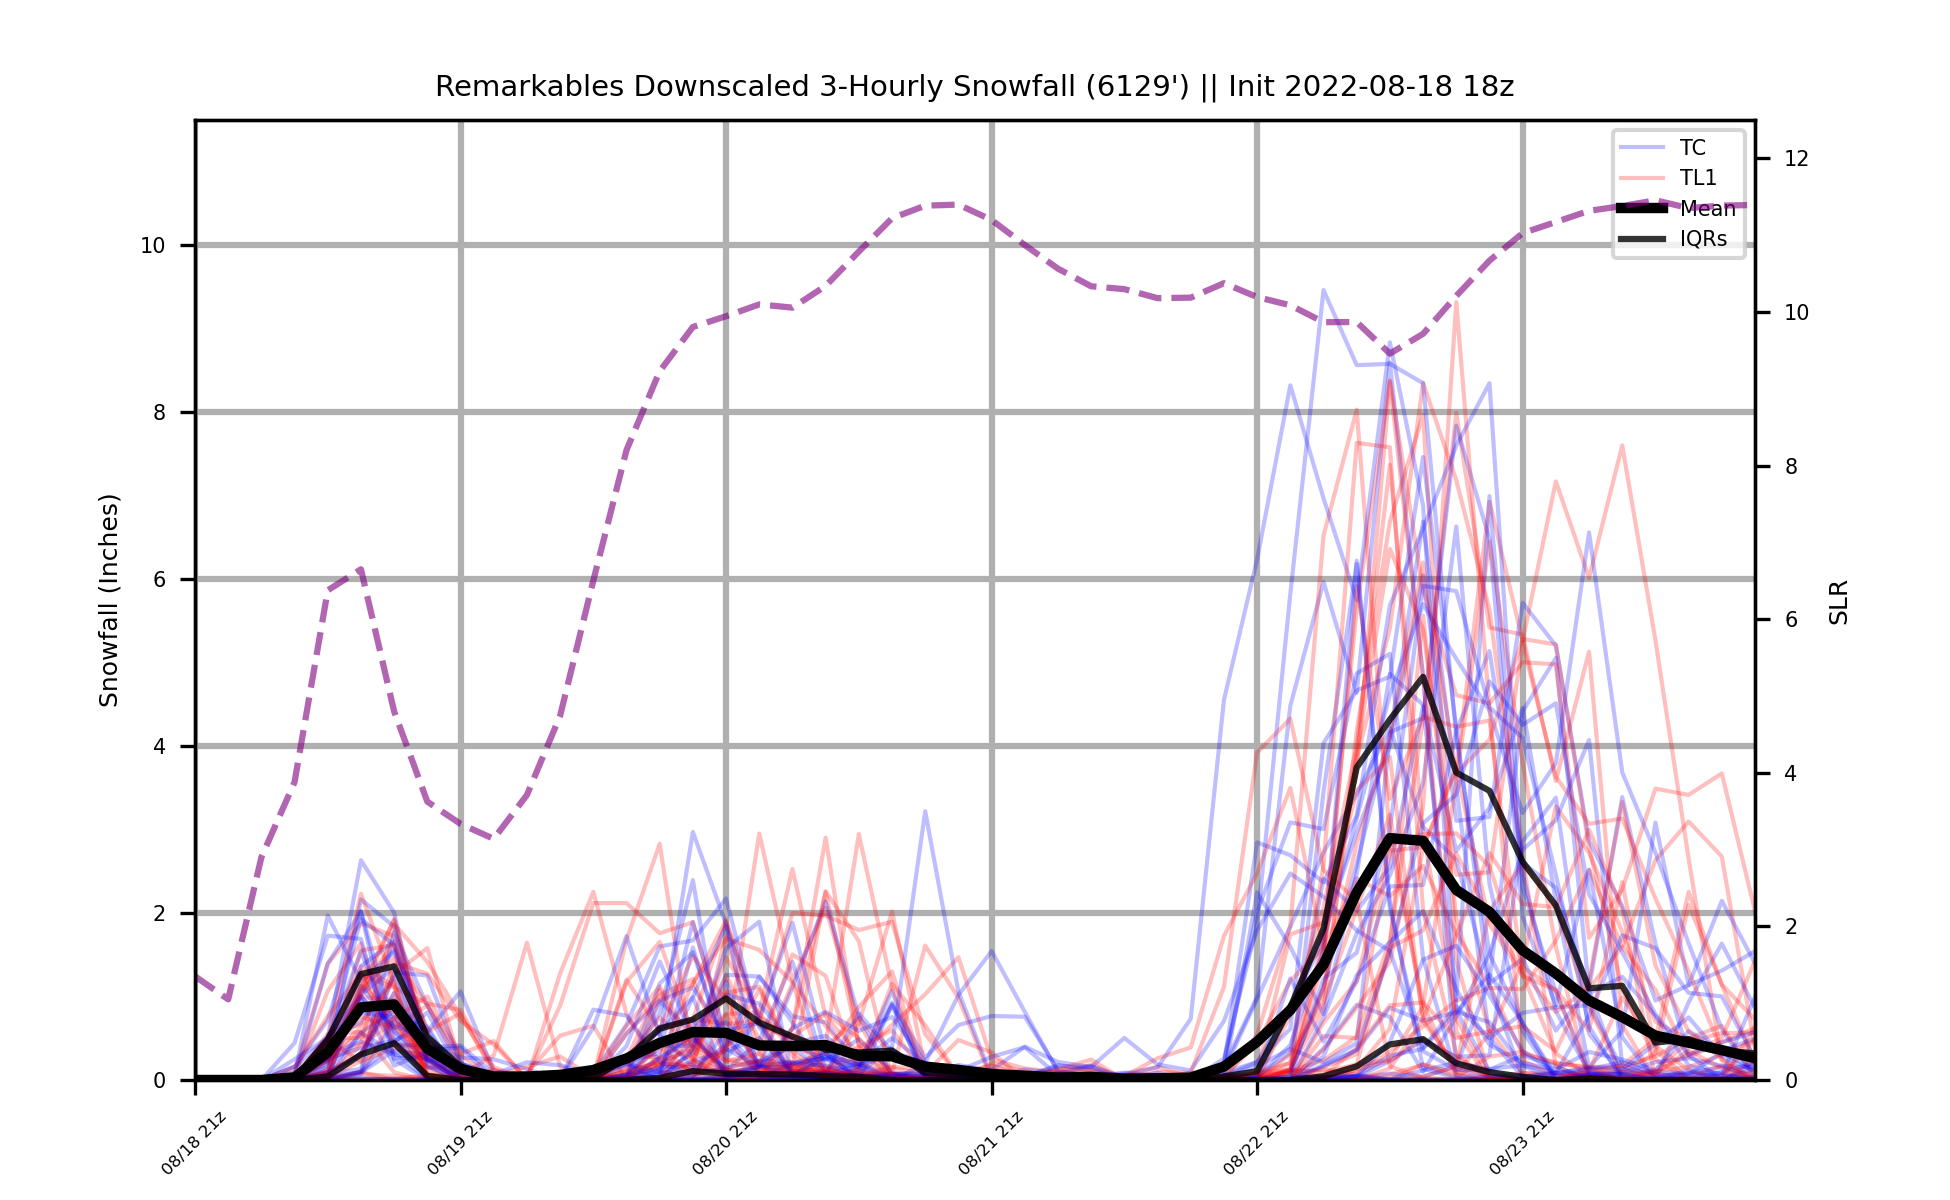 Remarkables Downscaled 3-Hourly Snowfall (6129') || Init 2022-08-18 18z
TC
TL1
Mean
IQRs
Snowfall (Inches)
10
8
6
4
2
0
12
10
8
6
4
2
0
SLR
08/18 21z
08/19 21z
08/20 21z
08/21 21z
08/22 21z
08/23 21z